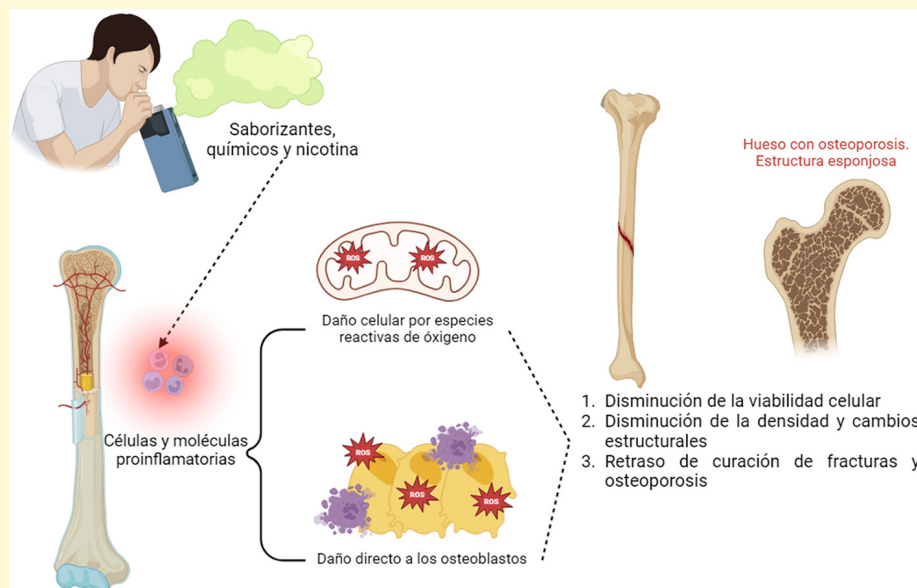 Saborizantes,
químicos y nicotina
Hueso con osteoporosis.
Estructura esponjosa
ROS
ROS
Daño celular por especies
reactivas de óxigeno
Células y moléculas
proinflamatorias
ROS
ROS
ROS
Daño directo a los osteoblastos
1. Disminución de la viabilidad celular
2. Disminución de la densidad y cambios
estructurales
3. Retraso de curación de fracturas y
osteoporosis